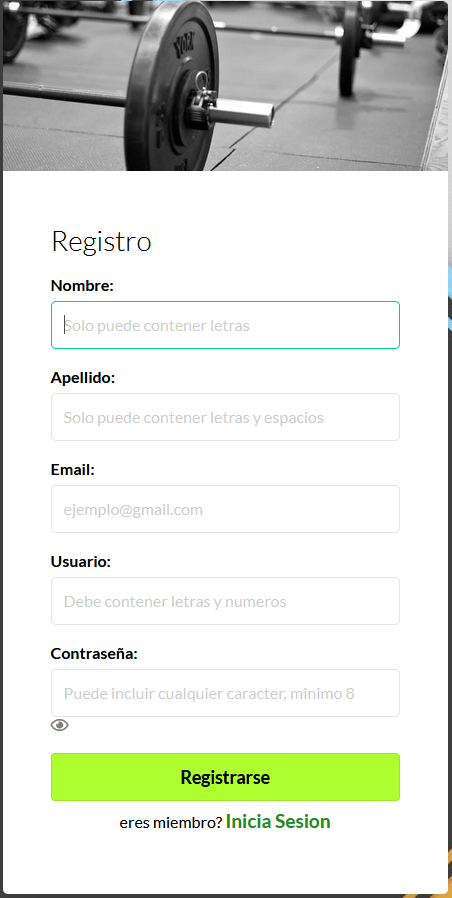 YORK
Registro
Nombre:
Solo puede contener letras
Apellido:
Solo puede contener letras y espacios
Email:
ejemplo@gmail.com
Usuario:
Debe contener letras y numeros
Contraseña:
Puede incluir cualquier caracter, minimo 8
Registrarse
eres miembro? Inicia Sesion